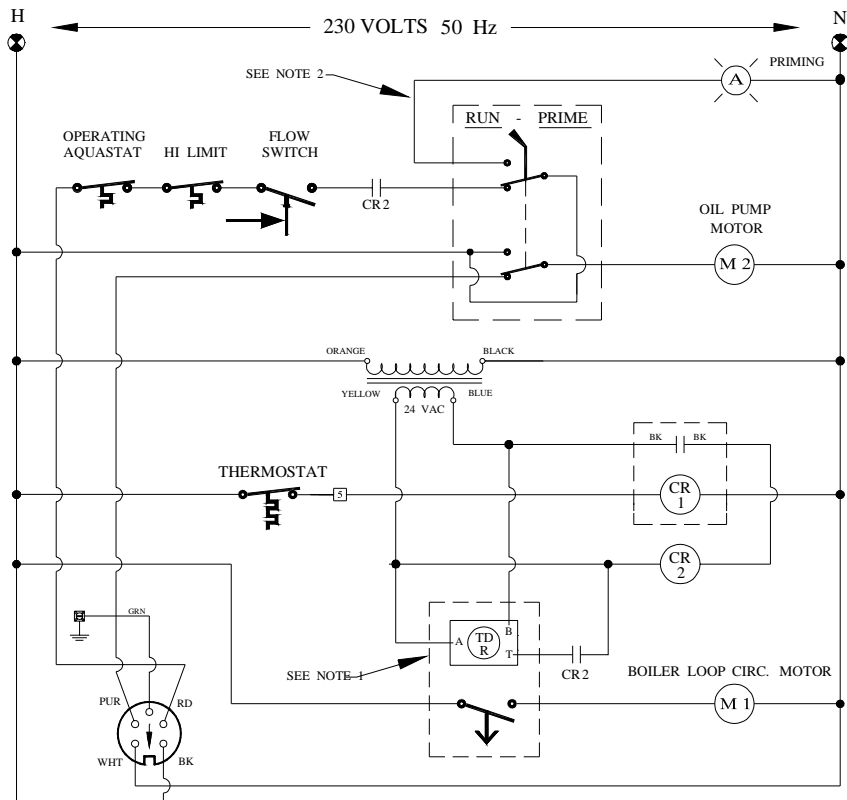 H
230 VOLTS 50 Hz
N
SEE NOTE 2
A
PRIMING
RUN - PRIME
OPERATING
AQUASTAT
HI LIMIT
FLOW
SWITCH
CR2
OIL PUMP
MOTOR
M 2
ORANGE
BLACK
YELLOW
BLUE
24 VAC
BK
BK
THERMOSTAT
5
CR
1
CR
2
GRN
A
TD
R
B
T
CR2
SEE NOTE 1
BOILER LOOP CIRC. MOTOR
M 1
PUR
RD
WHT
BK